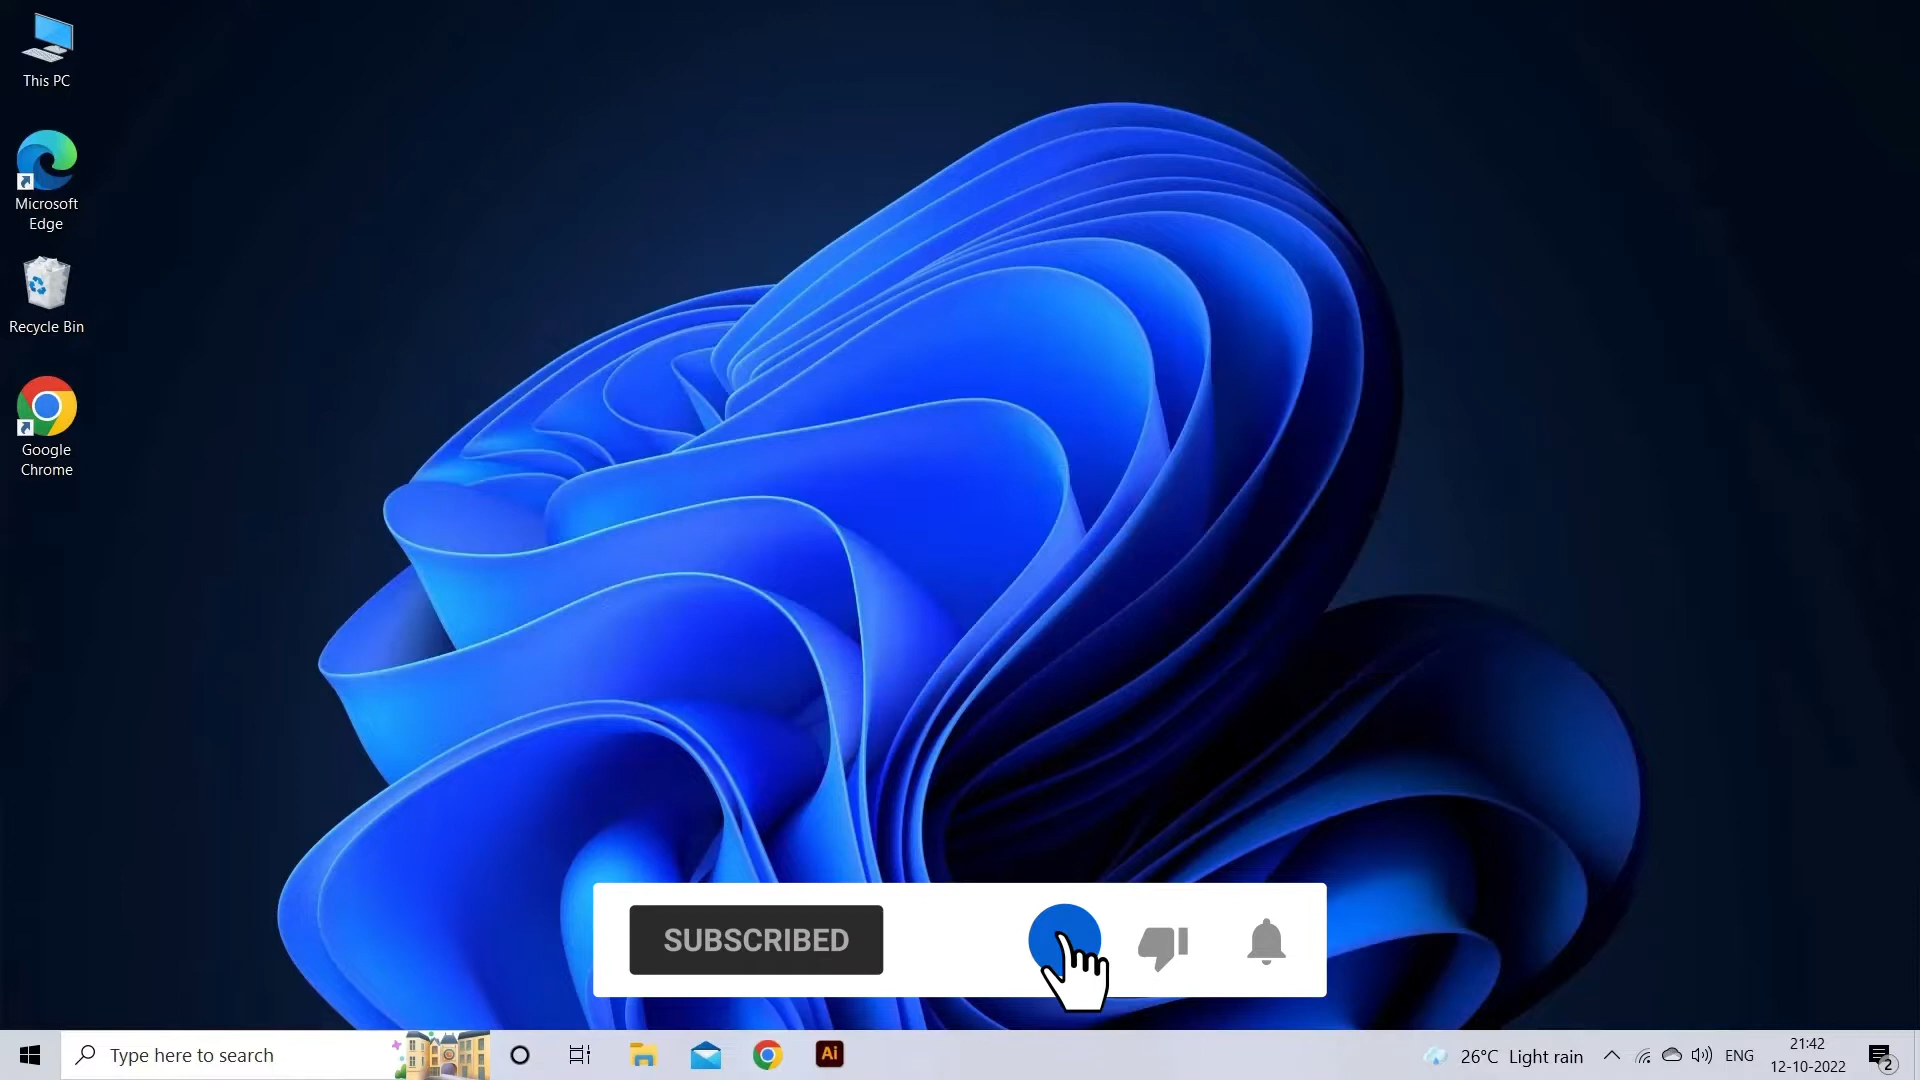 This PC
Microsoft
Edge
Recycle Bin
Google
Chrome
SUBSCRIBED
Type here to search
Ai
26°C Light rain
ENG
21:42
12-10-2022
2